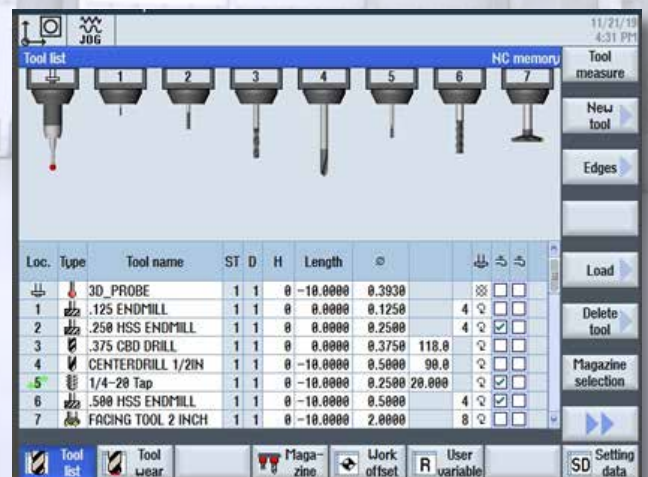 JOG
11/21/19
4:31 PM
Tool list NC memory
1 2 3 4 5 6 7
Tool
measure
New
tool
Edges
Load
Delete
tool
Magazine
selection
Loc. Type Tool name ST D H Length ⌀
3D_PROBE 1 1 0 -10.0000 0.3930
1 .125 ENDMILL 1 1 0 0.0000 0.1250 4
2 .250 HSS ENDMILL 1 1 0 0.0000 0.2500 4
3 .375 CBD DRILL 1 1 0 0.0000 0.3750 118.0
4 CENTERDRILL 1/2IN 1 1 0 -10.0000 0.5000 90.0
5 1/4-20 Tap 1 1 0 -10.0000 0.2500 20.000
6 .500 HSS ENDMILL 1 1 0 -10.0000 0.5000 4
7 FACING TOOL 2 INCH 1 1 0 -10.0000 2.0000 8
Tool
list
Tool
wear
Maga-
zine
Work
offset
R User
variable
SD Setting
data